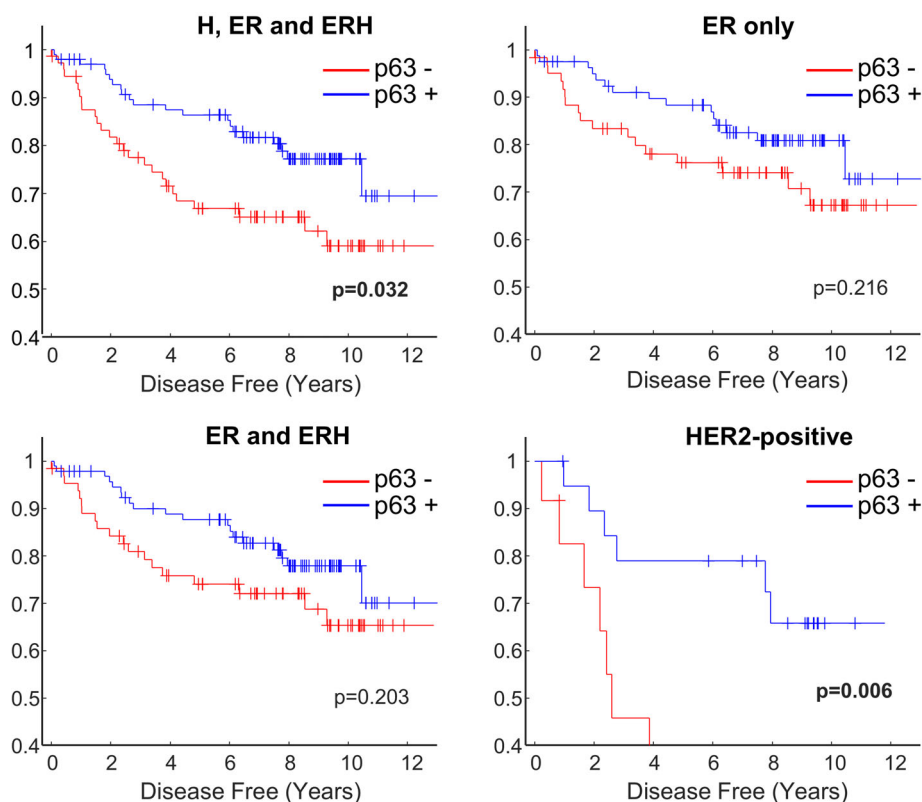 H, ER and ERH
1
p63 -
p63 +
0.9
0.8
0.7
0.6
0.5
p=0.032
0.4
0 2 4 6 8 10 12
Disease Free (Years)
ER only
1
p63 -
p63 +
0.9
0.8
0.7
0.6
0.5
p=0.216
0.4
0 2 4 6 8 10 12
Disease Free (Years)
ER and ERH
1
p63 -
p63 +
0.9
0.8
0.7
0.6
0.5
p=0.203
0.4
0 2 4 6 8 10 12
Disease Free (Years)
HER2-positive
1
p63 -
p63 +
0.9
0.8
0.7
0.6
0.5
p=0.006
0.4
0 2 4 6 8 10 12
Disease Free (Years)